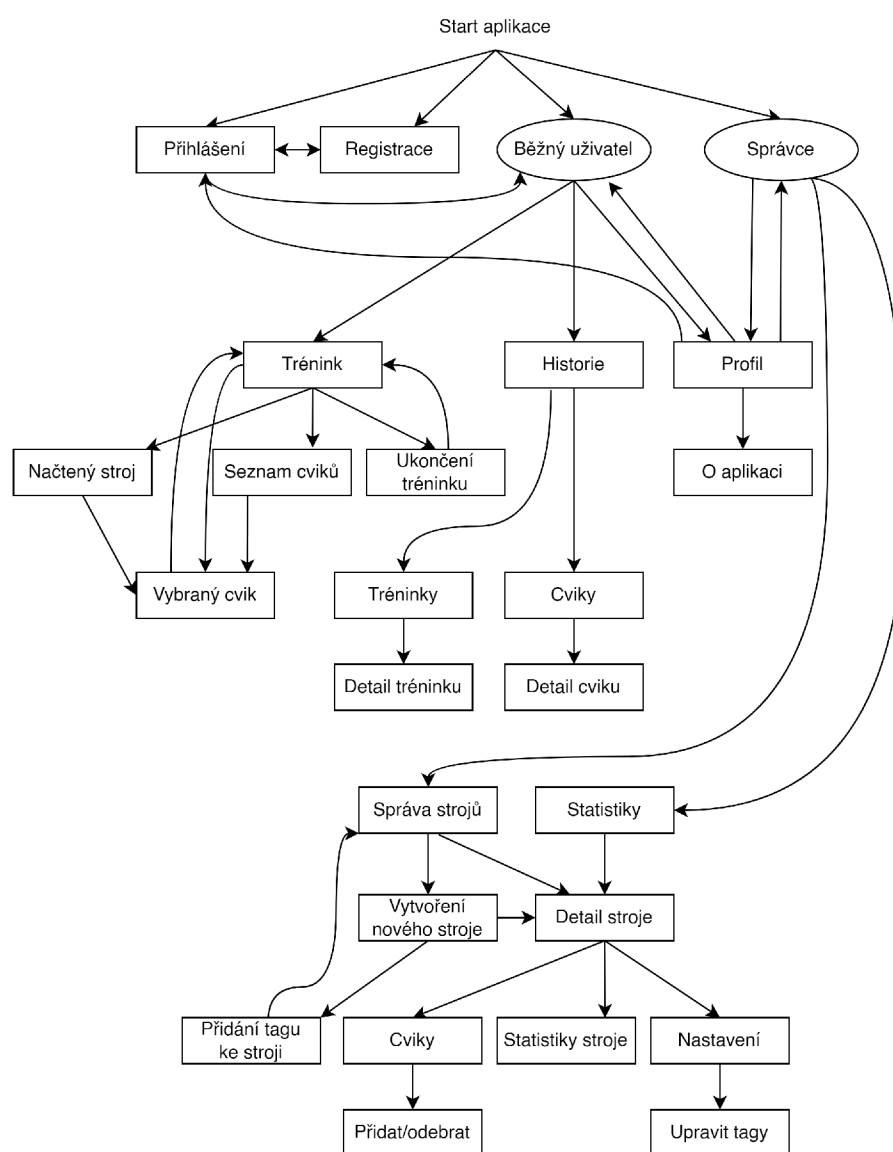 Start aplikace
Přihlášení
Registrace
Běžný uživatel
Správce
Trénink
Historie
Profil
Načtený stroj
Seznam cviků
Ukončení
tréninku
O aplikaci
Vybraný cvik
Tréninky
Cviky
Detail tréninku
Detail cviku
Správa strojů
Statistiky
Vytvoření
nového stroje
Detail stroje
Přidání tagu
ke stroji
Cviky
Statistiky stroje
Nastavení
Přidat/odebrat
Upravit tagy